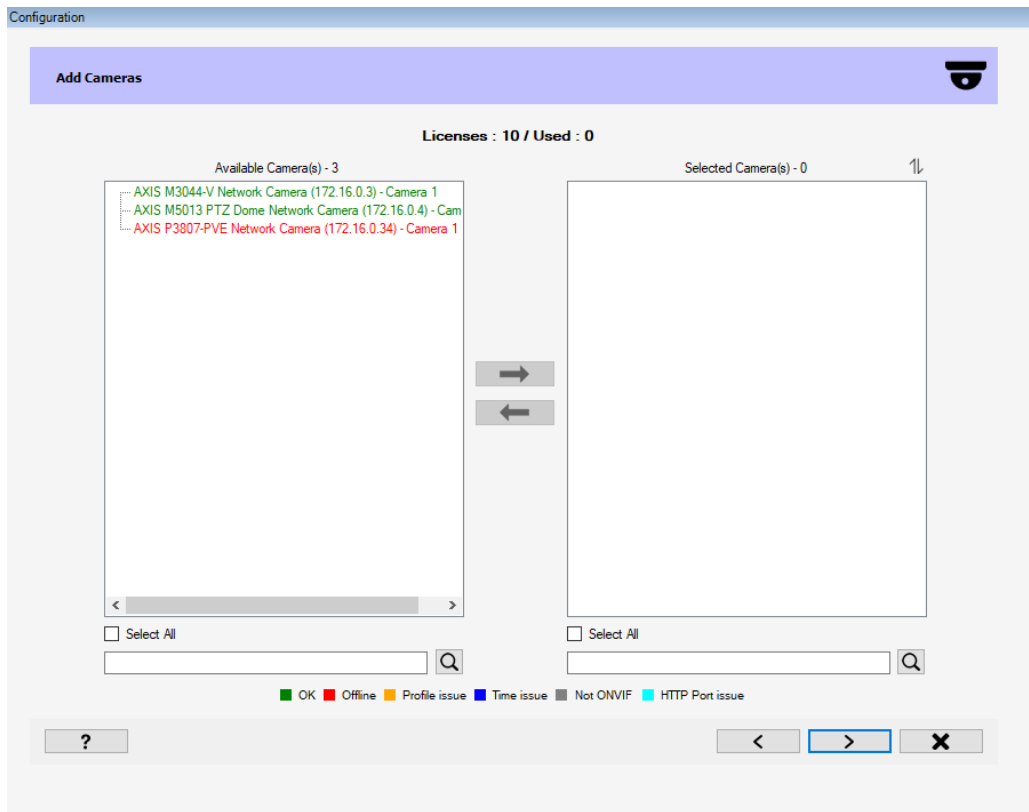 Configuration
Add Cameras
Licenses : 10 / Used : 0
Available Camera(s) - 3
Selected Camera(s) - 0
AXIS M3044-V Network Camera (172.16.0.3) - Camera 1
AXIS M5013 PTZ Dome Network Camera (172.16.0.4) - Cam
AXIS P3807-PVE Network Camera (172.16.0.34) - Camera 1
Select All
Select All
OK Offline Profile issue Time issue Not ONVIF HTTP Port issue
? < >